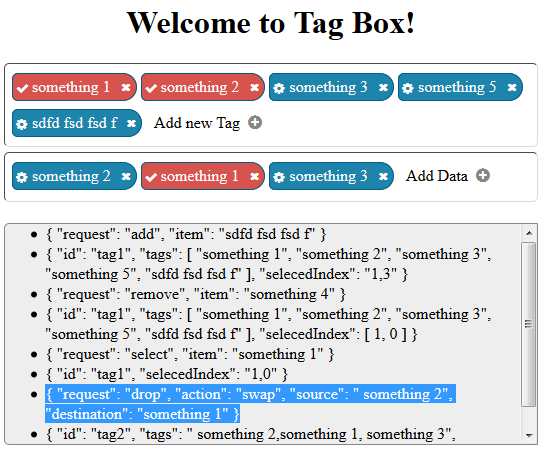 Welcome to Tag Box!
something 1
something 2
something 3
something 5
sdfd fsd fsd f
Add new Tag
something 2
something 1
something 3
Add Data
{ "request": "add", "item": "sdfd fsd fsd f" }
{ "id": "tag1", "tags": [ "something 1", "something 2", "something 3",
"something 5", "sdfd fsd fsd f" ], "selecedIndex": "1,3" }
{ "request": "remove", "item": "something 4" }
{ "id": "tag1", "tags": [ "something 1", "something 2", "something 3",
"something 5", "sdfd fsd fsd f" ], "selecedIndex": [ 1, 0 ] }
{ "request": "select", "item": "something 1" }
{ "id": "tag1", "selecedIndex": "1,0" }
{ "request": "drop", "action": "swap", "source": " something 2",
"destination": "something 1" }
{ "id": "tag2", "tags": " something 2,something 1, something 3",